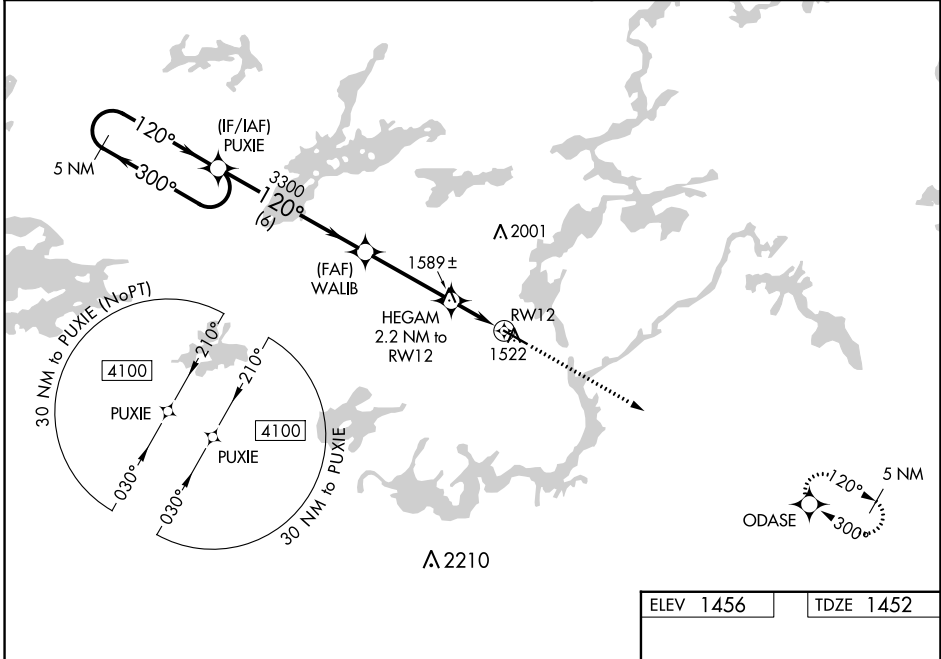 (IF/IAF)
PUXIE
120°
5 NM
300°
3300
120°
(6)
2001
(FAF)
WALIB
1589±
HEGAM
2.2 NM to
RW12
RW12
1522
30 NM to PUXIE (NoPT)
210°
4100
PUXIE
030°
210°
4100
PUXIE
030°
30 NM to PUXIE
120°
5 NM
ODASE
300°
2210
ELEV 1456
TDZE 1452